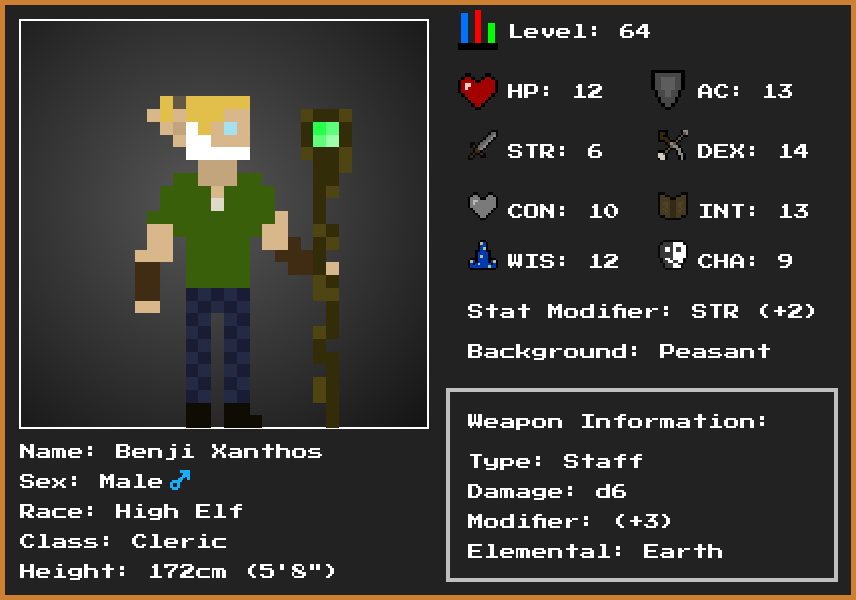 Level: 64
HP: 12
AC: 13
STR: 6
DEX: 14
CON: 10
INT: 13
WIS: 12
CHA: 9
Stat Modifier: STR (+2)
Background: Peasant
Weapon Information:
Type: Staff
Damage: d6
Modifier: (+3)
Elemental: Earth
Name: Benji Xanthos
Sex: Male♂
Race: High Elf
Class: Cleric
Height: 172cm (5'8")